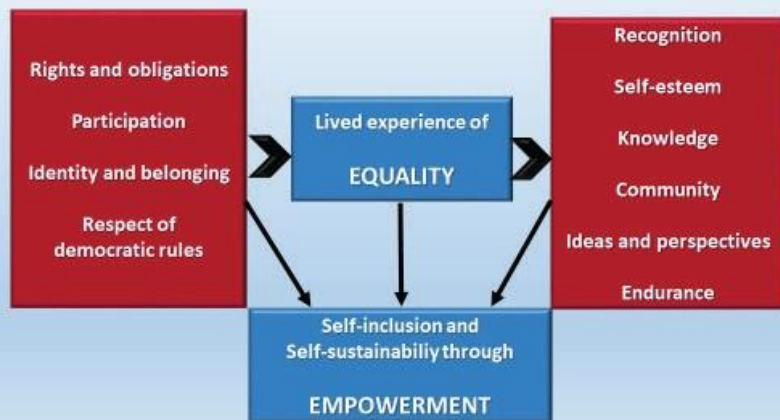 Rights and obligations
Participation
Identity and belonging
Respect of
democratic rules
Lived experience of
EQUALITY
Recognition
Self-esteem
Knowledge
Community
Ideas and perspectives
Endurance
Self-inclusion and
Self-sustainabiliy through
EMPOWERMENT